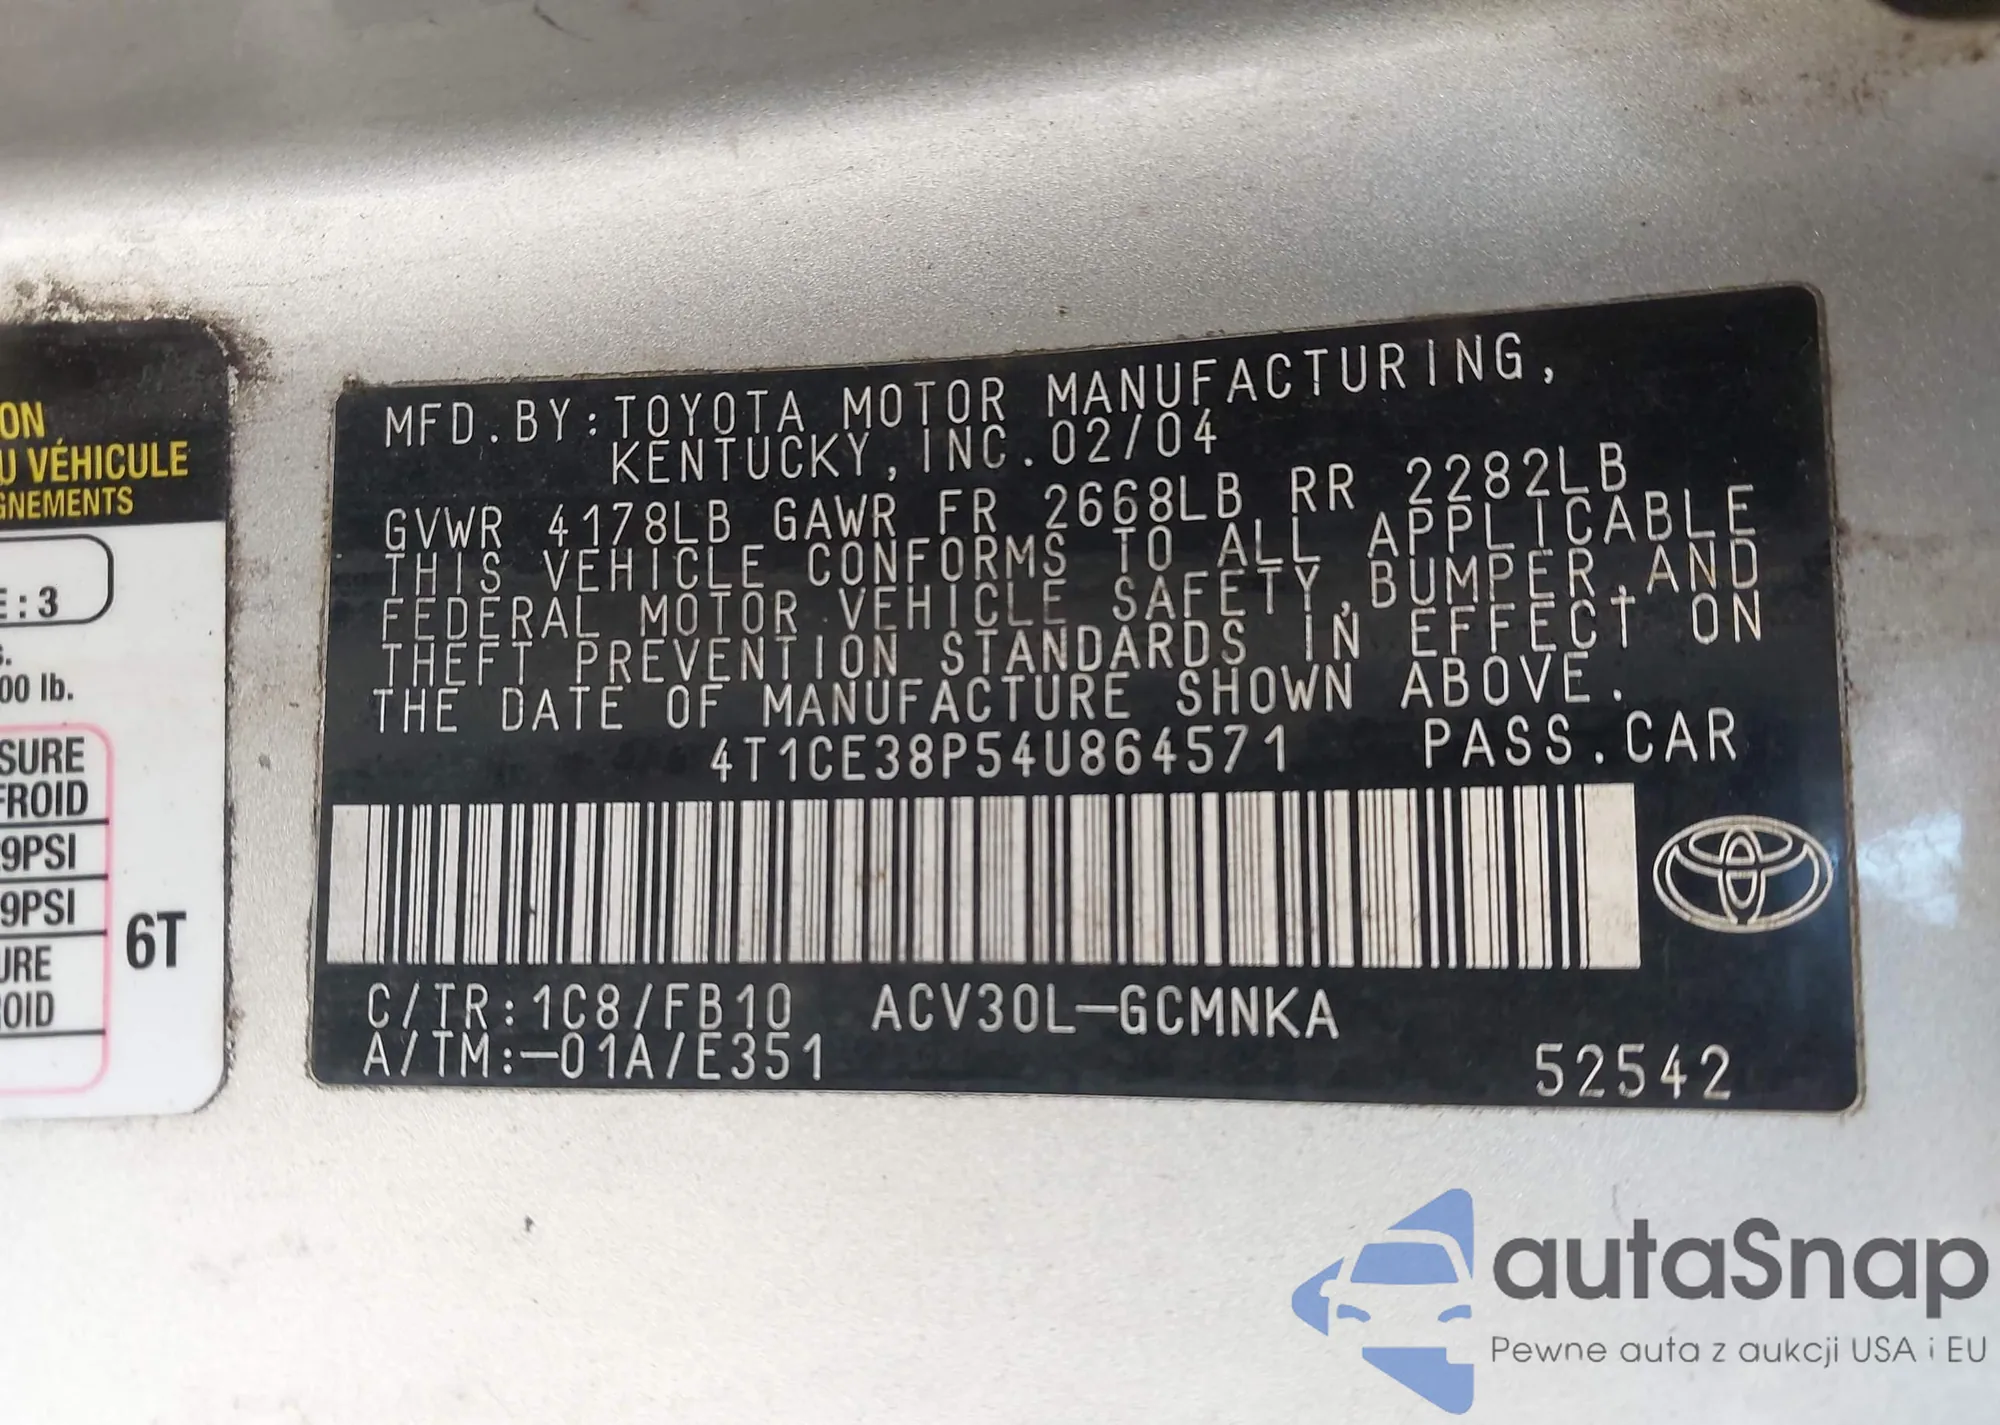 ON
U VÉHICULE
GNEMENTS
E : 3
00 lb.
SURE
FROID
9PSI
9PSI
URE
OID
6T
MFD.BY:TOYOTA MOTOR MANUFACTURING,
KENTUCKY,INC.02/04
GVWR 4178LB GAWR FR 2668LB RR 2282LB
THIS VEHICLE CONFORMS TO ALL APPLICABLE
FEDERAL MOTOR VEHICLE SAFETY,BUMPER,AND
THEFT PREVENTION STANDARDS IN EFFECT ON
THE DATE OF MANUFACTURE SHOWN ABOVE.
4T1CE38P54U864571 PASS.CAR
C/TR:1C8/FB10 ACV30L-GCMNKA
A/TM:-01A/E351
52542
autaSnap
Pewne auta z aukcji USA i EU